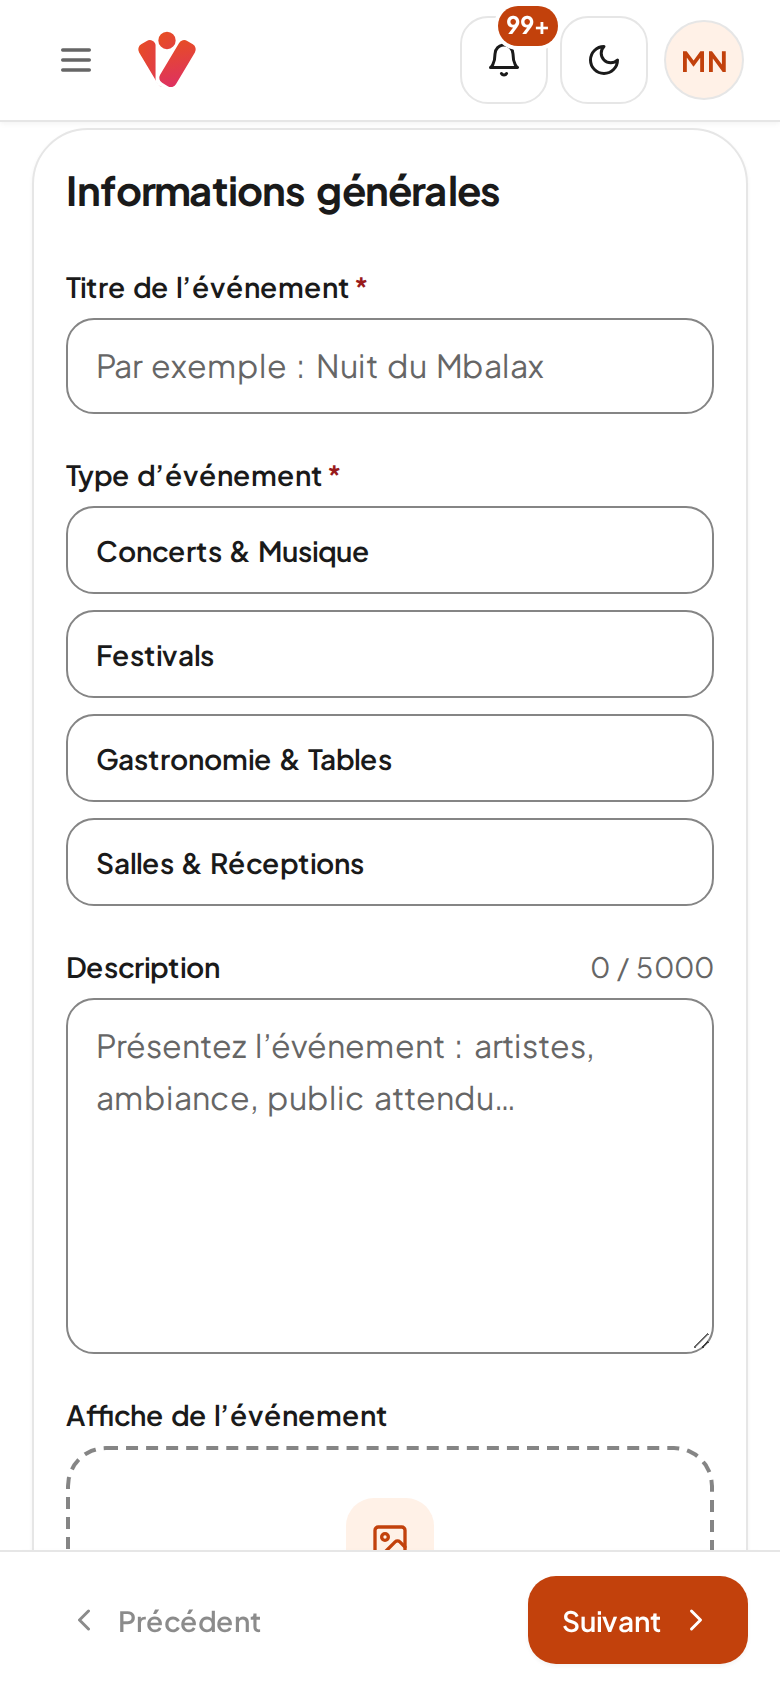 99+
MN
Informations générales
Titre de l’événement *
Par exemple : Nuit du Mbalax
Type d’événement *
Concerts & Musique
Festivals
Gastronomie & Tables
Salles & Réceptions
Description 0 / 5000
Présentez l’événement : artistes,
ambiance, public attendu…
Affiche de l’événement
Précédent Suivant